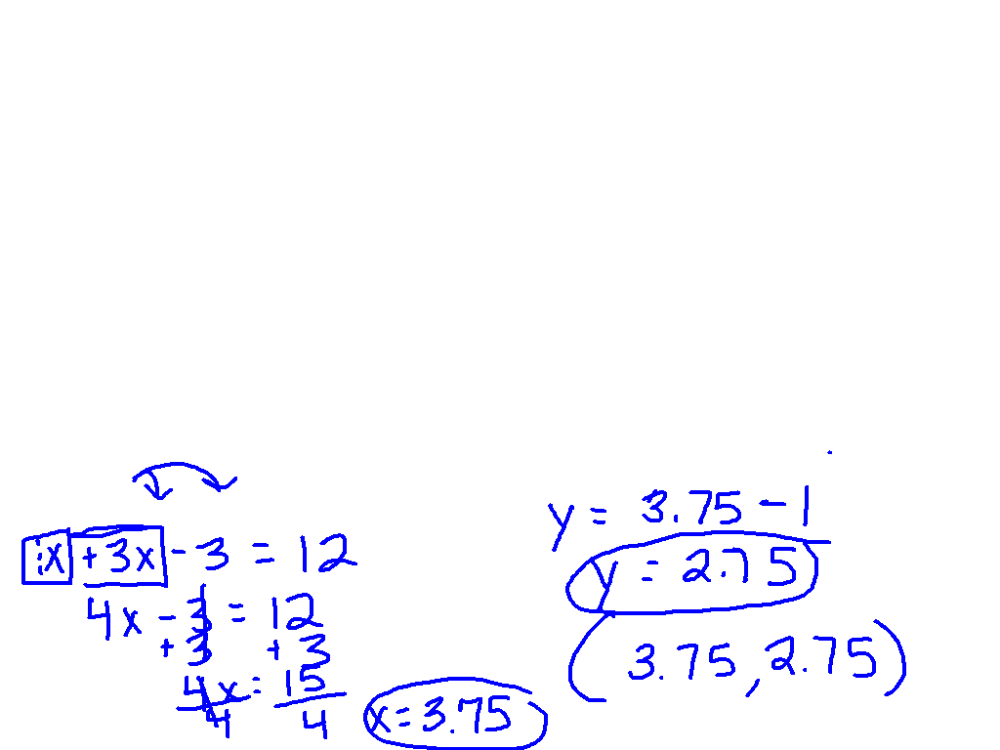 1x + 3x - 3 = 12
4x - 3 = 12
+ 3 + 3
4x = 15
4 4
x = 3.75
y = 3.75 - 1
y = 2.75
(3.75, 2.75)